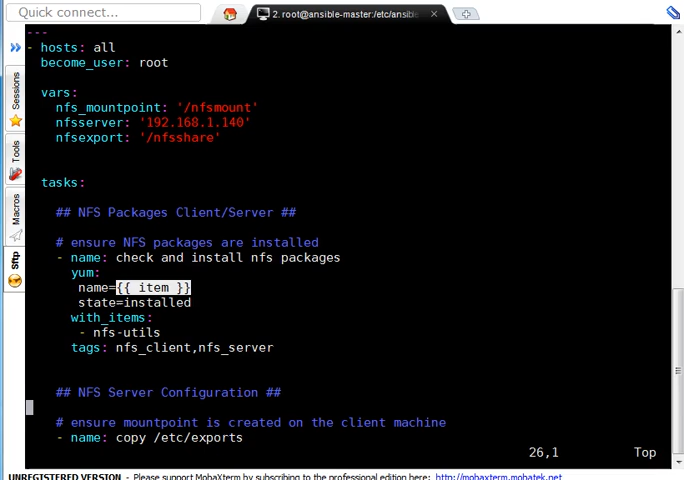 Quick connect...
2. root@ansible-master:/etc/ansible
Sessions
Tools
Macros
Sftp
---
- hosts: all
become_user: root
vars:
nfs_mountpoint: '/nfsmount'
nfsserver: '192.168.1.140'
nfsexport: '/nfsshare'
tasks:
## NFS Packages Client/Server ##
# ensure NFS packages are installed
- name: check and install nfs packages
yum:
name={{ item }}
state=installed
with_items:
- nfs-utils
tags: nfs_client,nfs_server
## NFS Server Configuration ##
# ensure mountpoint is created on the client machine
- name: copy /etc/exports
26,1 Top
UNREGISTERED VERSION - Please support MobaXterm by subscribing to the professional edition here: http://mobaxterm.mobatek.net